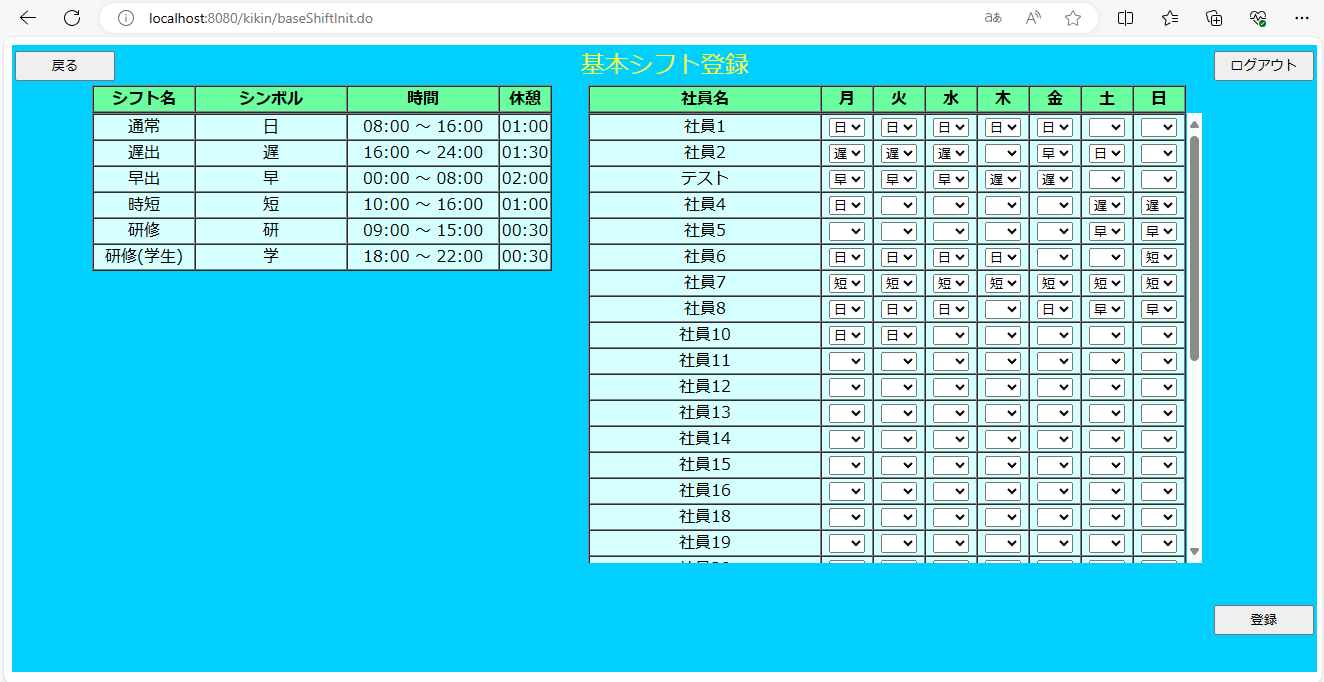 localhost:8080/kikin/baseShiftInit.do
戻る
基本シフト登録
ログアウト
シフト名 シンボル 時間 休憩
通常 日 08:00 ～ 16:00 01:00
遅出 遅 16:00 ～ 24:00 01:30
早出 早 00:00 ～ 08:00 02:00
時短 短 10:00 ～ 16:00 01:00
研修 研 09:00 ～ 15:00 00:30
研修(学生) 学 18:00 ～ 22:00 00:30
社員名 月 火 水 木 金 土 日
社員1 日 日 日 日 日
社員2 遅 遅 遅 早 日
テスト 早 早 早 遅 遅
社員4 日 遅 遅
社員5 早 早
社員6 日 日 日 日 短
社員7 短 短 短 短 短 短 短
社員8 日 日 日 日 早 早
社員10 日 日
社員11
社員12
社員13
社員14
社員15
社員16
社員18
社員19
登録